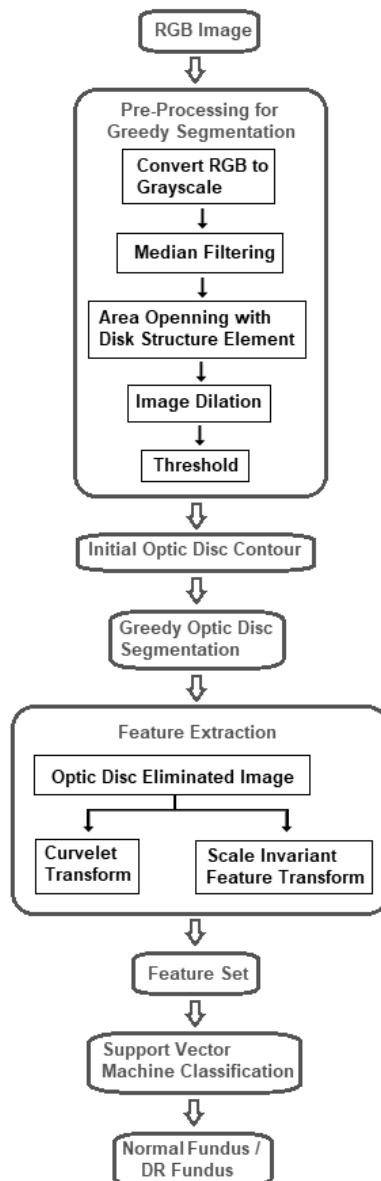 RGB Image
Pre-Processing for
Greedy Segmentation
Convert RGB to
Grayscale
Median Filtering
Area Openning with
Disk Structure Element
Image Dilation
Threshold
Initial Optic Disc Contour
Greedy Optic Disc
Segmentation
Feature Extraction
Optic Disc Eliminated Image
Curvelet
Transform
Scale Invariant
Feature Transform
Feature Set
Support Vector
Machine Classification
Normal Fundus /
DR Fundus